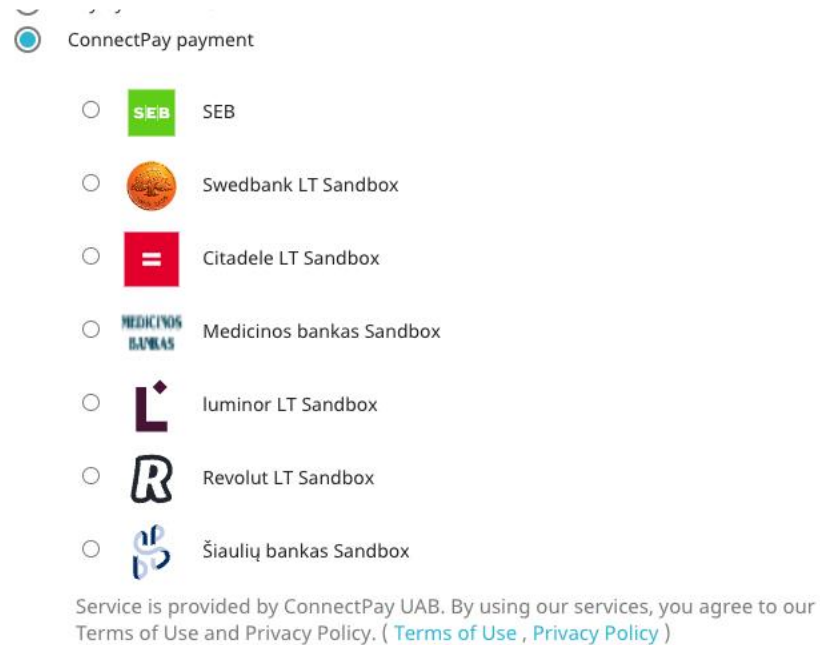 ConnectPay payment
SEB SEB
Swedbank LT Sandbox
Citadele LT Sandbox
MEDICINOS
BANKAS
Medicinos bankas Sandbox
luminor LT Sandbox
R Revolut LT Sandbox
Šiaulių bankas Sandbox
Service is provided by ConnectPay UAB. By using our services, you agree to our
Terms of Use and Privacy Policy. ( Terms of Use , Privacy Policy )